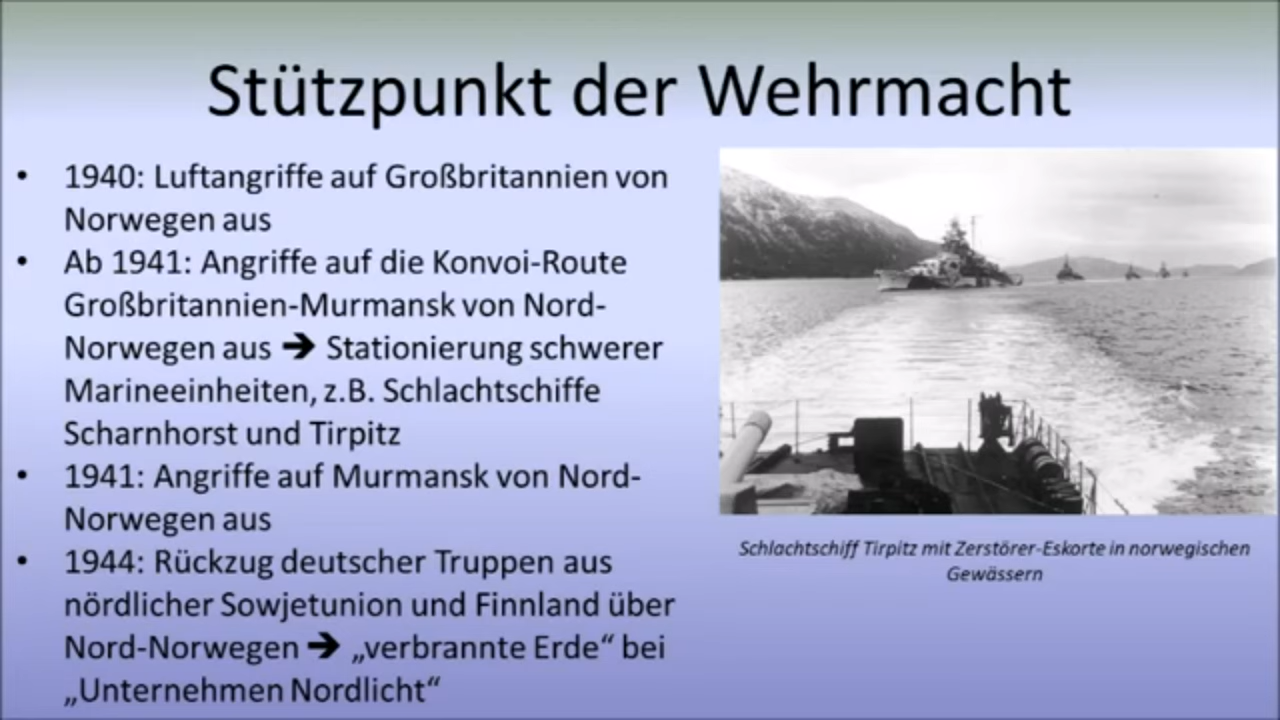 Stützpunkt der Wehrmacht
• 1940: Luftangriffe auf Großbritannien von
Norwegen aus
• Ab 1941: Angriffe auf die Konvoi-Route
Großbritannien-Murmansk von Nord-
Norwegen aus ➔ Stationierung schwerer
Marineeinheiten, z.B. Schlachtschiffe
Scharnhorst und Tirpitz
• 1941: Angriffe auf Murmansk von Nord-
Norwegen aus
• 1944: Rückzug deutscher Truppen aus
nördlicher Sowjetunion und Finnland über
Nord-Norwegen ➔ „verbrannte Erde“ bei
„Unternehmen Nordlicht“
Schlachtschiff Tirpitz mit Zerstörer-Eskorte in norwegischen
Gewässern